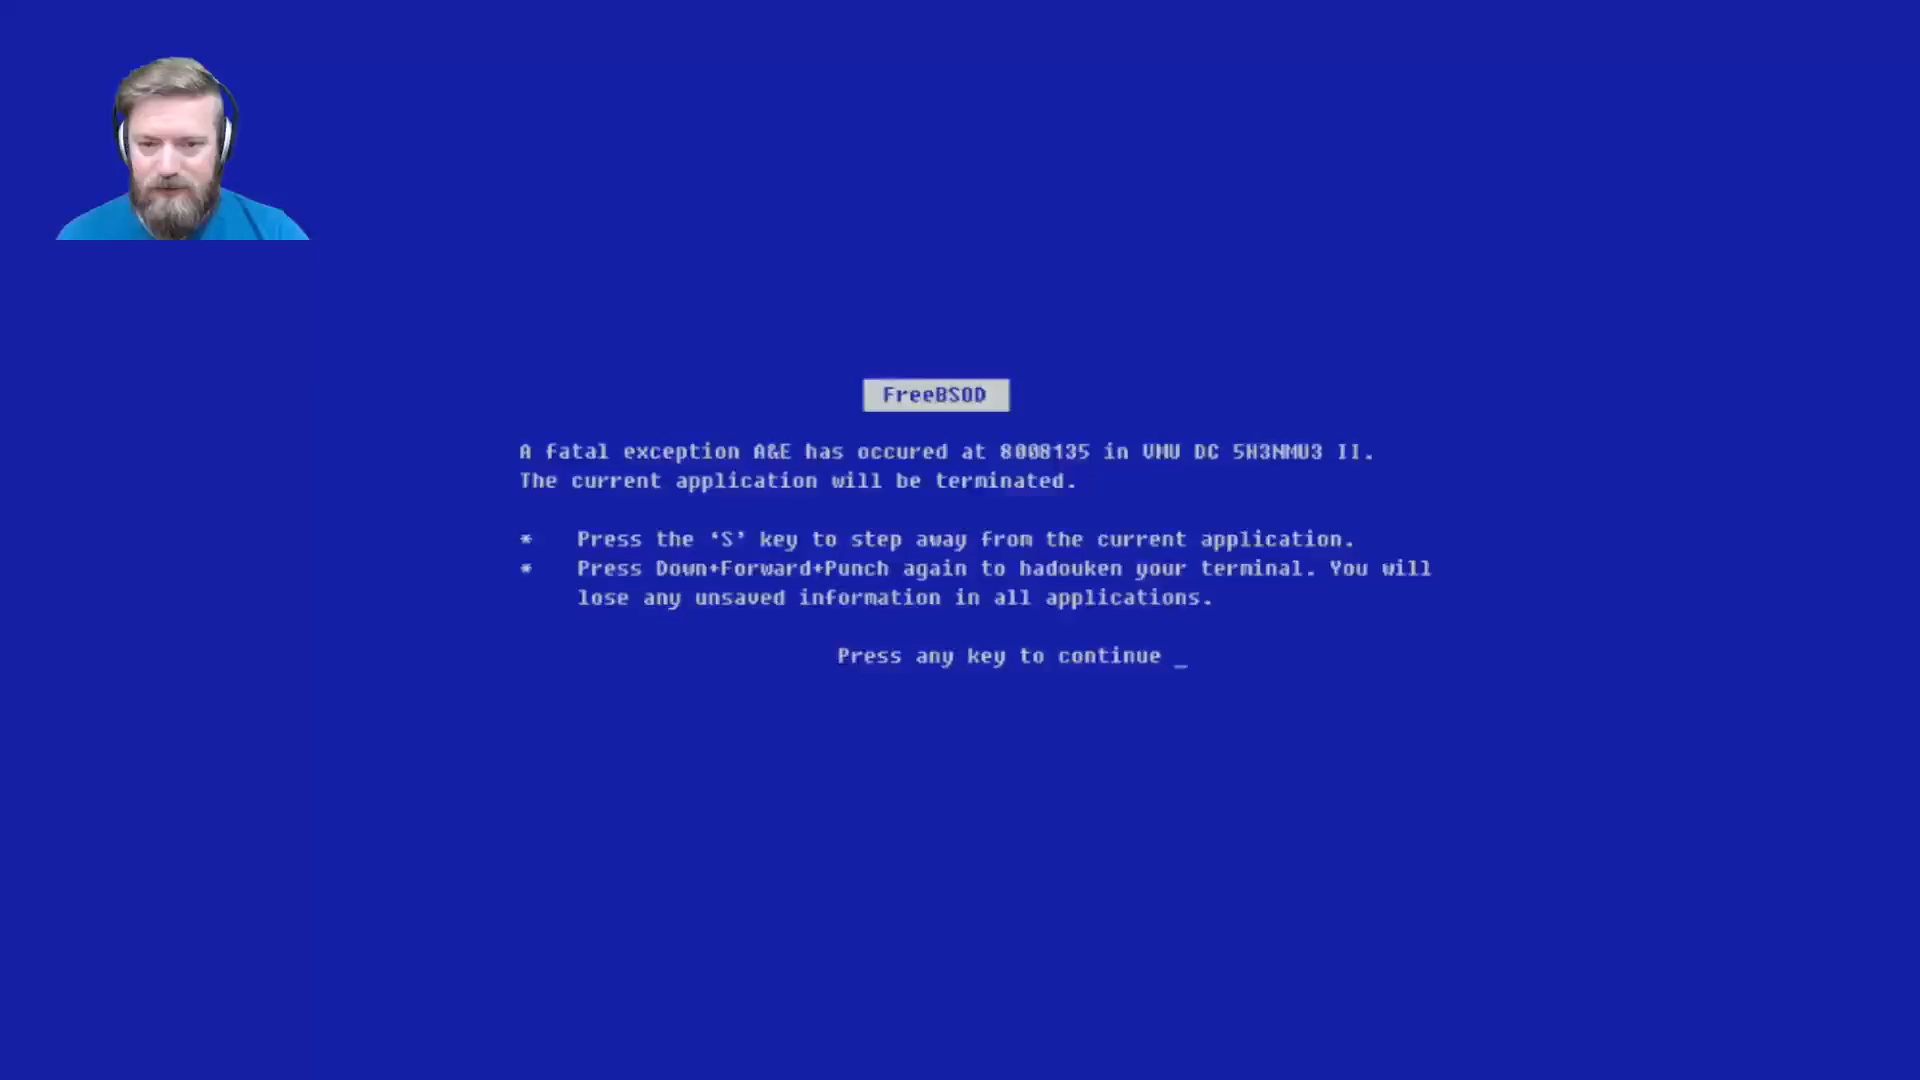 FreeBSOD
A fatal exception A&E has occured at 8008135 in VMU DC 5H3NMU3 II.
The current application will be terminated.
* Press the ‘S’ key to step away from the current application.
* Press Down+Forward+Punch again to hadouken your terminal. You will
lose any unsaved information in all applications.
Press any key to continue _